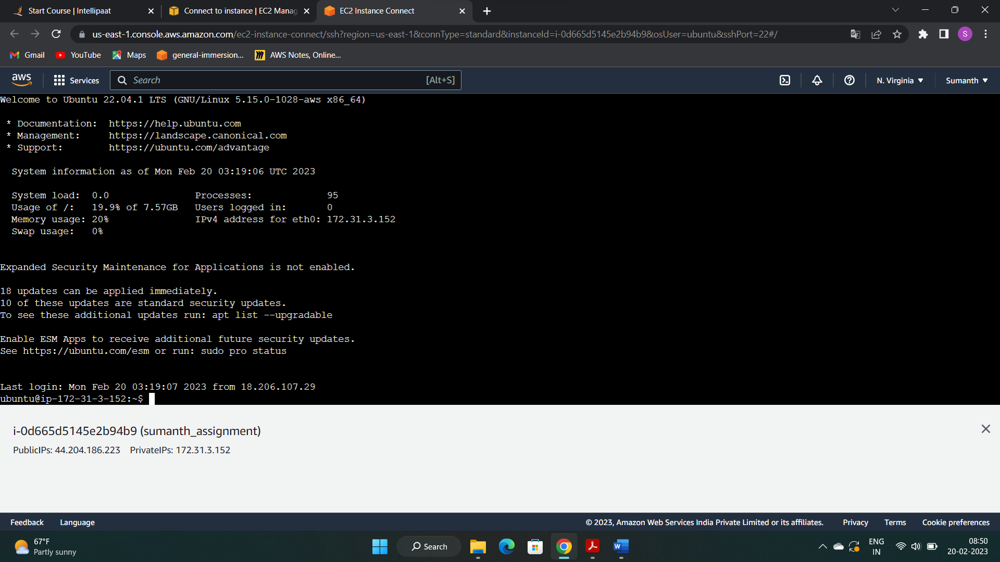 Start Course | Intellipaat
Connect to instance | EC2 Manag
EC2 Instance Connect
us-east-1.console.aws.amazon.com/ec2-instance-connect/ssh?region=us-east-1&connType=standard&instanceId=i-0d665d5145e2b94b9&osUser=ubuntu&sshPort=22#/
S
Gmail YouTube Maps general-immersion... AWS Notes, Online...
aws Services Search [Alt+S] N. Virginia Sumanth
Welcome to Ubuntu 22.04.1 LTS (GNU/Linux 5.15.0-1028-aws x86_64)
* Documentation: https://help.ubuntu.com
* Management: https://landscape.canonical.com
* Support: https://ubuntu.com/advantage
System information as of Mon Feb 20 03:19:06 UTC 2023
System load: 0.0 Processes: 95
Usage of /: 19.9% of 7.57GB Users logged in: 0
Memory usage: 20% IPv4 address for eth0: 172.31.3.152
Swap usage: 0%
Expanded Security Maintenance for Applications is not enabled.
18 updates can be applied immediately.
10 of these updates are standard security updates.
To see these additional updates run: apt list --upgradable
Enable ESM Apps to receive additional future security updates.
See https://ubuntu.com/esm or run: sudo pro status
Last login: Mon Feb 20 03:19:07 2023 from 18.206.107.29
ubuntu@ip-172-31-3-152:~$
i-0d665d5145e2b94b9 (sumanth_assignment)
PublicIPs: 44.204.186.223 PrivateIPs: 172.31.3.152
Feedback Language © 2023, Amazon Web Services India Private Limited or its affiliates. Privacy Terms Cookie preferences
67°F
Partly sunny
Search
W
ENG
IN
08:50
20-02-2023